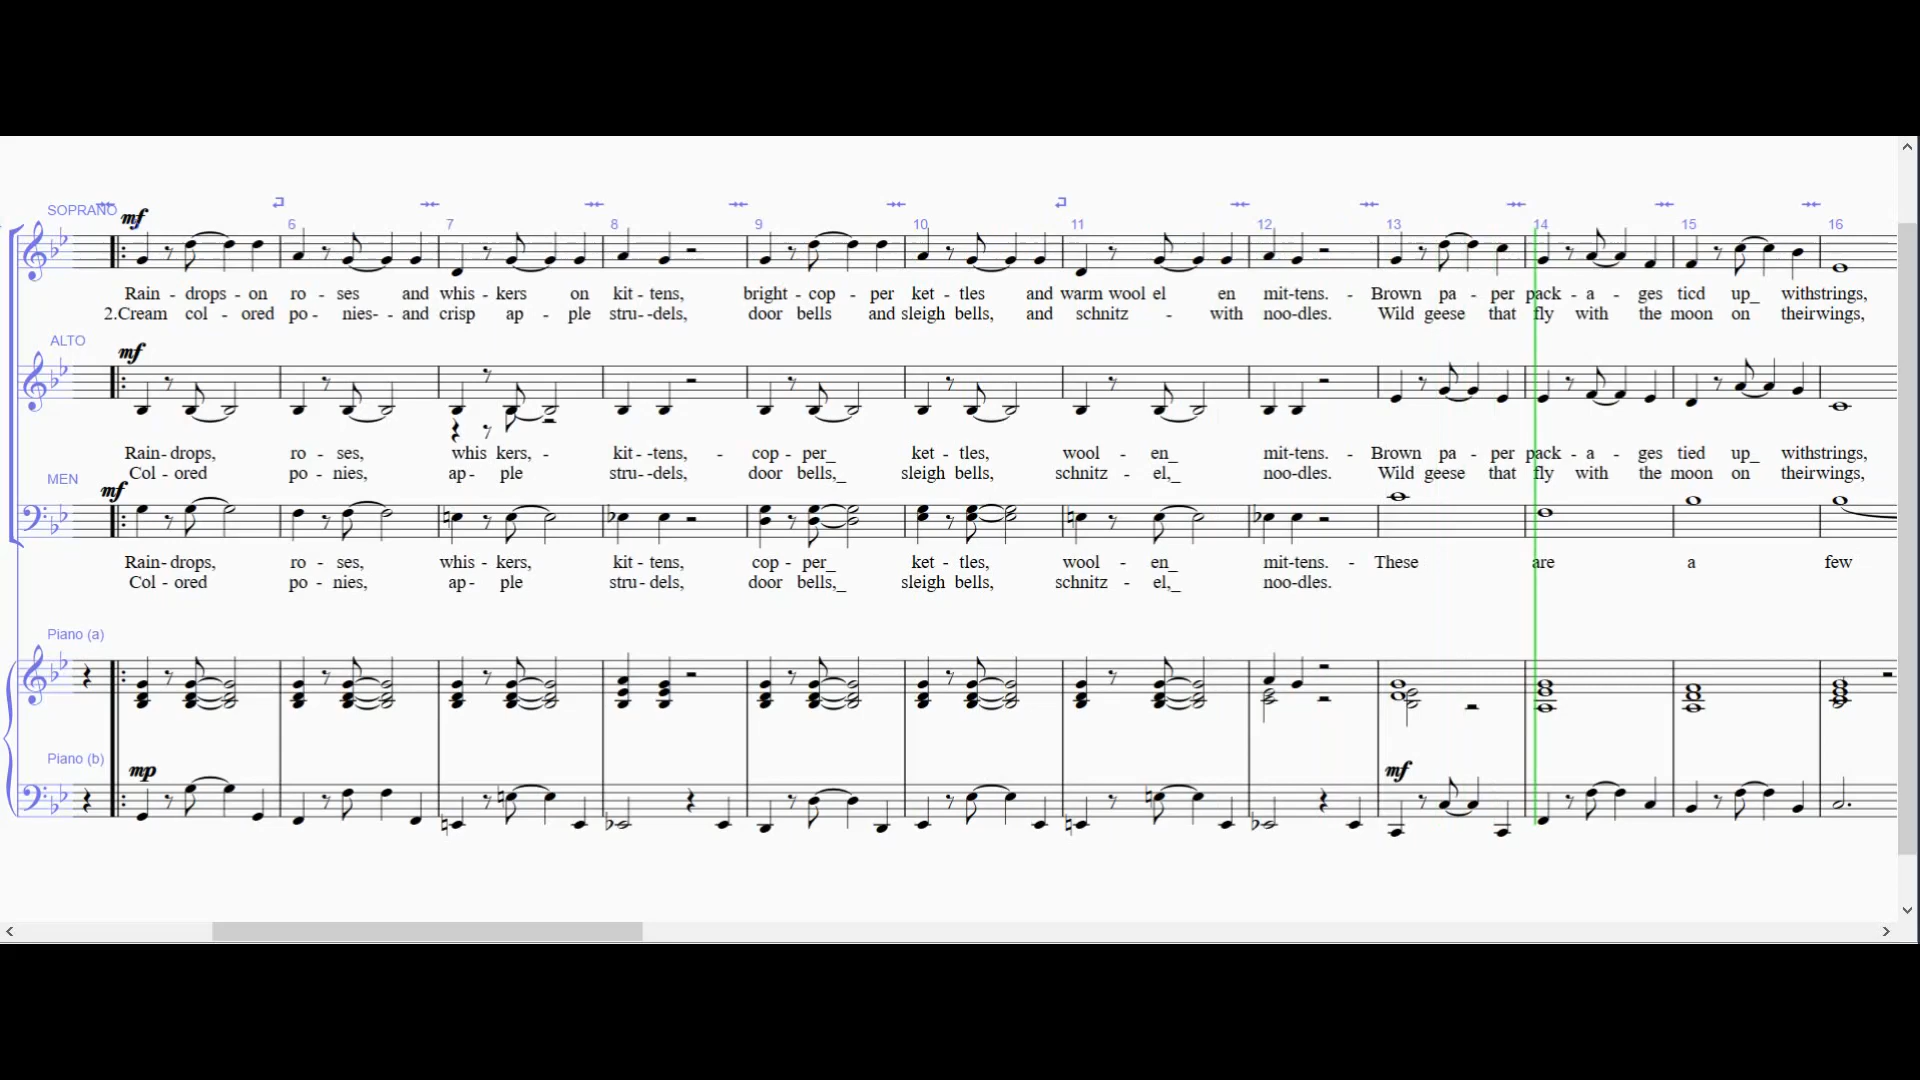 SOPRANO mf
6 7 8 9 10 11 12 13 14 15 16
Rain - drops - on ro - ses and whis - kers on kit - tens, bright - cop - per ket - tles and warm wool el en mit-tens. - Brown pa - per pack - a - ges ticd up_ withstrings,
2.Cream col - ored po - nies- - and crisp ap - ple stru- -dels, door bells and sleigh bells, and schnitz - with noo-dles. Wild geese that fly with the moon on theirwings,
ALTO
mf
Rain- drops, ro - ses, whis kers, - kit - -tens, - cop - per_ ket - tles, wool - en_ mit-tens. - Brown pa - per pack - a - ges tied up_ withstrings,
Col - ored po - nies, ap - ple stru- -dels, door bells,_ sleigh bells, schnitz - el,_ noo-dles. Wild geese that fly with the moon on theirwings,
MEN
mf
Rain- drops, ro - ses, whis - kers, kit - tens, cop - per_ ket - tles, wool - en_ mit-tens. - These are a few
Col - ored po - nies, ap - ple stru - dels, door bells,_ sleigh bells, schnitz - el,_ noo-dles.
Piano (a)
Piano (b)
mp mf